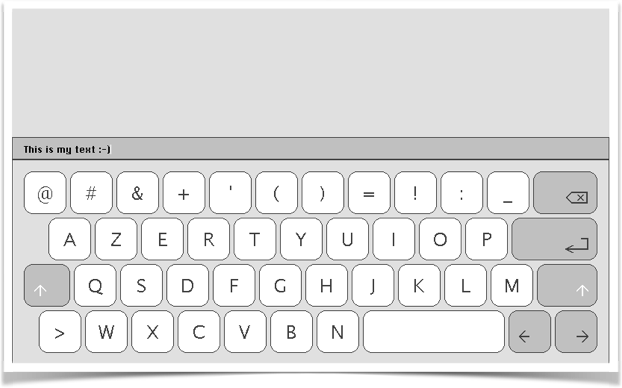 This is my text :-)
@ # & + ' ( ) = ! : _
A Z E R T Y U I O P
Q S D F G H J K L M
> W X C V B N ← →